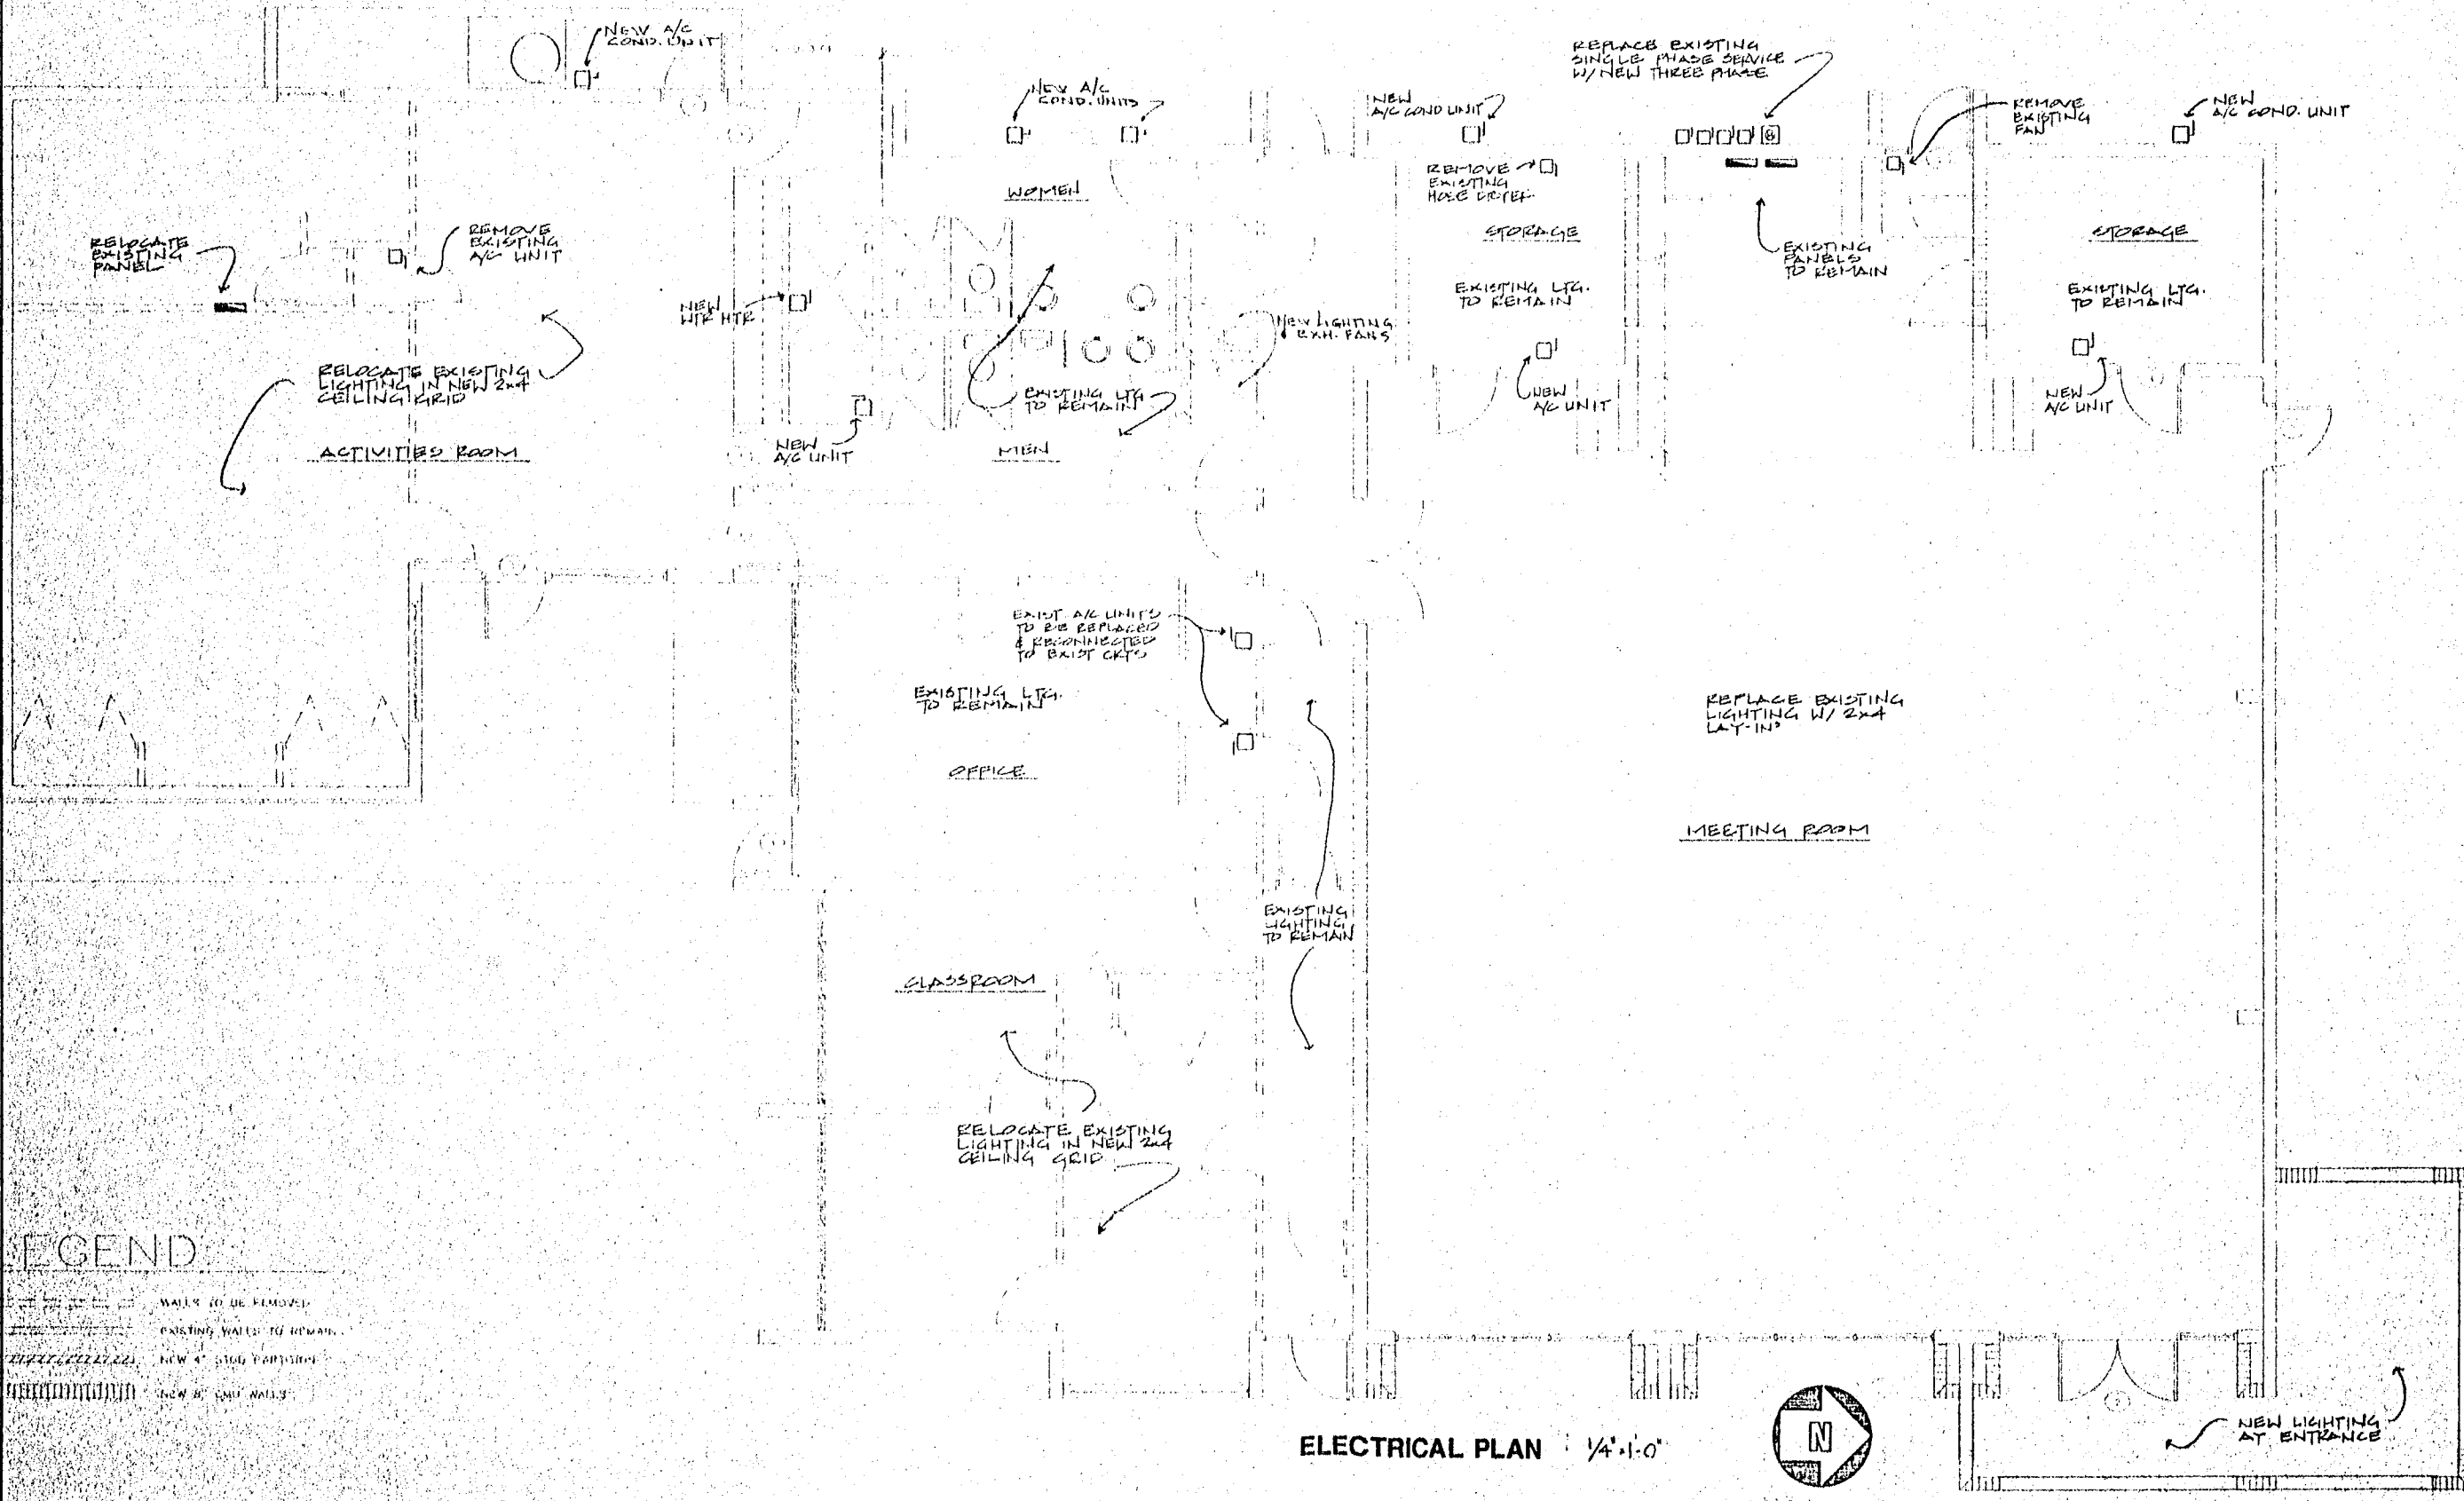 NEW A/C
COND. UNIT
NEW A/C
COND. UNITS
REPLACE EXISTING
SINGLE PHASE SERVICE
W/ NEW THREE PHASE
NEW
A/C COND UNIT
REMOVE
EXISTING
FAN
NEW
A/C COND. UNIT
REMOVE
EXISTING
WOMEN
STORAGE
EXISTING LTG.
TO REMAIN
EXISTING
PANELS
TO REMAIN
STORAGE
EXISTING LTG.
TO REMAIN
RELOCATE
EXISTING
PANEL
REMOVE
EXISTING
A/C UNIT
NEW
WTR HTR
NEW LIGHTING
EXH. FANS
RELOCATE EXISTING
LIGHTING IN NEW 2x4
CEILING GRID
EXISTING LTG
TO REMAIN
NEW
A/C UNIT
NEW
A/C UNIT
ACTIVITIES ROOM
NEW
A/C UNIT
MEN
EXIST. A/C UNITS
TO BE REPLACED
& RECONNECTED
TO EXIST CKTS
EXISTING LTG.
TO REMAIN
OFFICE
REPLACE EXISTING
LIGHTING W/ 2x4
LAY-IN'S
MEETING ROOM
EXISTING
LIGHTING
TO REMAIN
CLASSROOM
RELOCATE EXISTING
LIGHTING IN NEW 2x4
CEILING GRID
EGEND
WALLS TO BE REMOVED
EXISTING WALLS TO REMAIN
NEW 4" STUD PARTITION
NEW 8" CMU WALLS
ELECTRICAL PLAN 1/4"=1'-0"
N
NEW LIGHTING
AT ENTRANCE